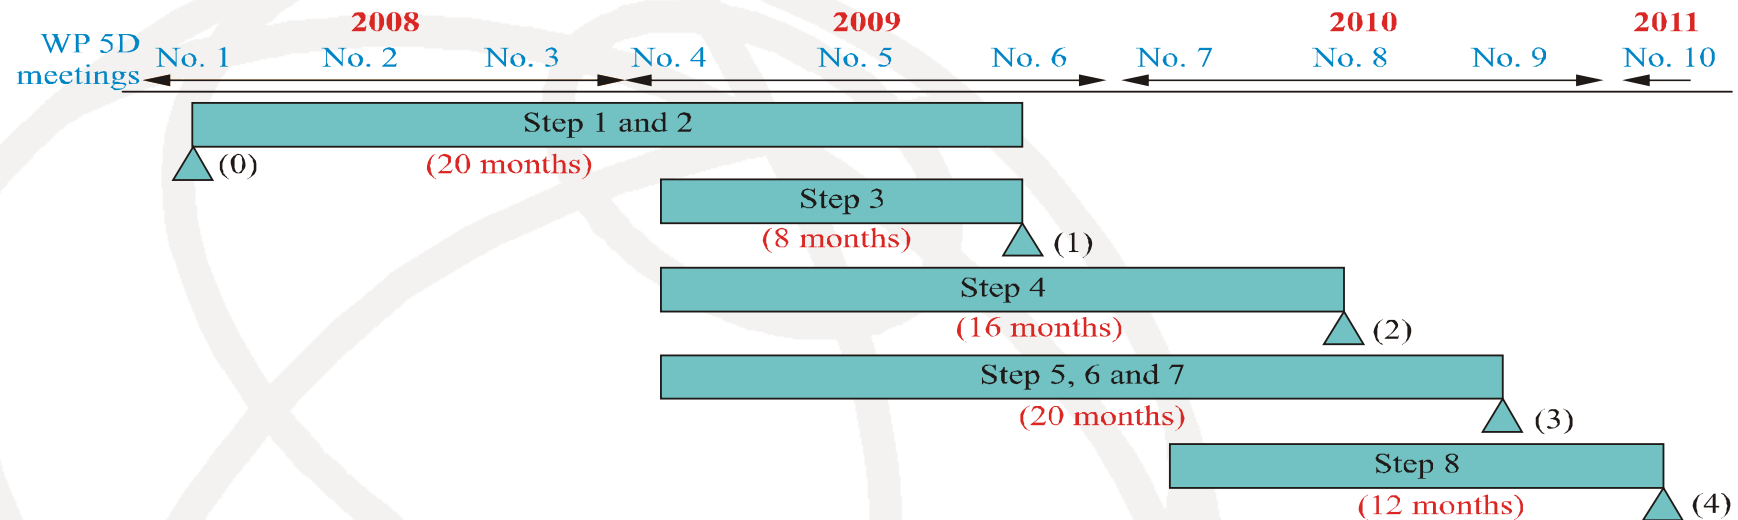 2008 2009 2010 2011
WP 5D meetings No. 1 No. 2 No. 3 No. 4 No. 5 No. 6 No. 7 No. 8 No. 9 No. 10
Step 1 and 2
(0) (20 months)
Step 3
(8 months) (1)
Step 4
(16 months) (2)
Step 5, 6 and 7
(20 months) (3)
Step 8
(12 months) (4)